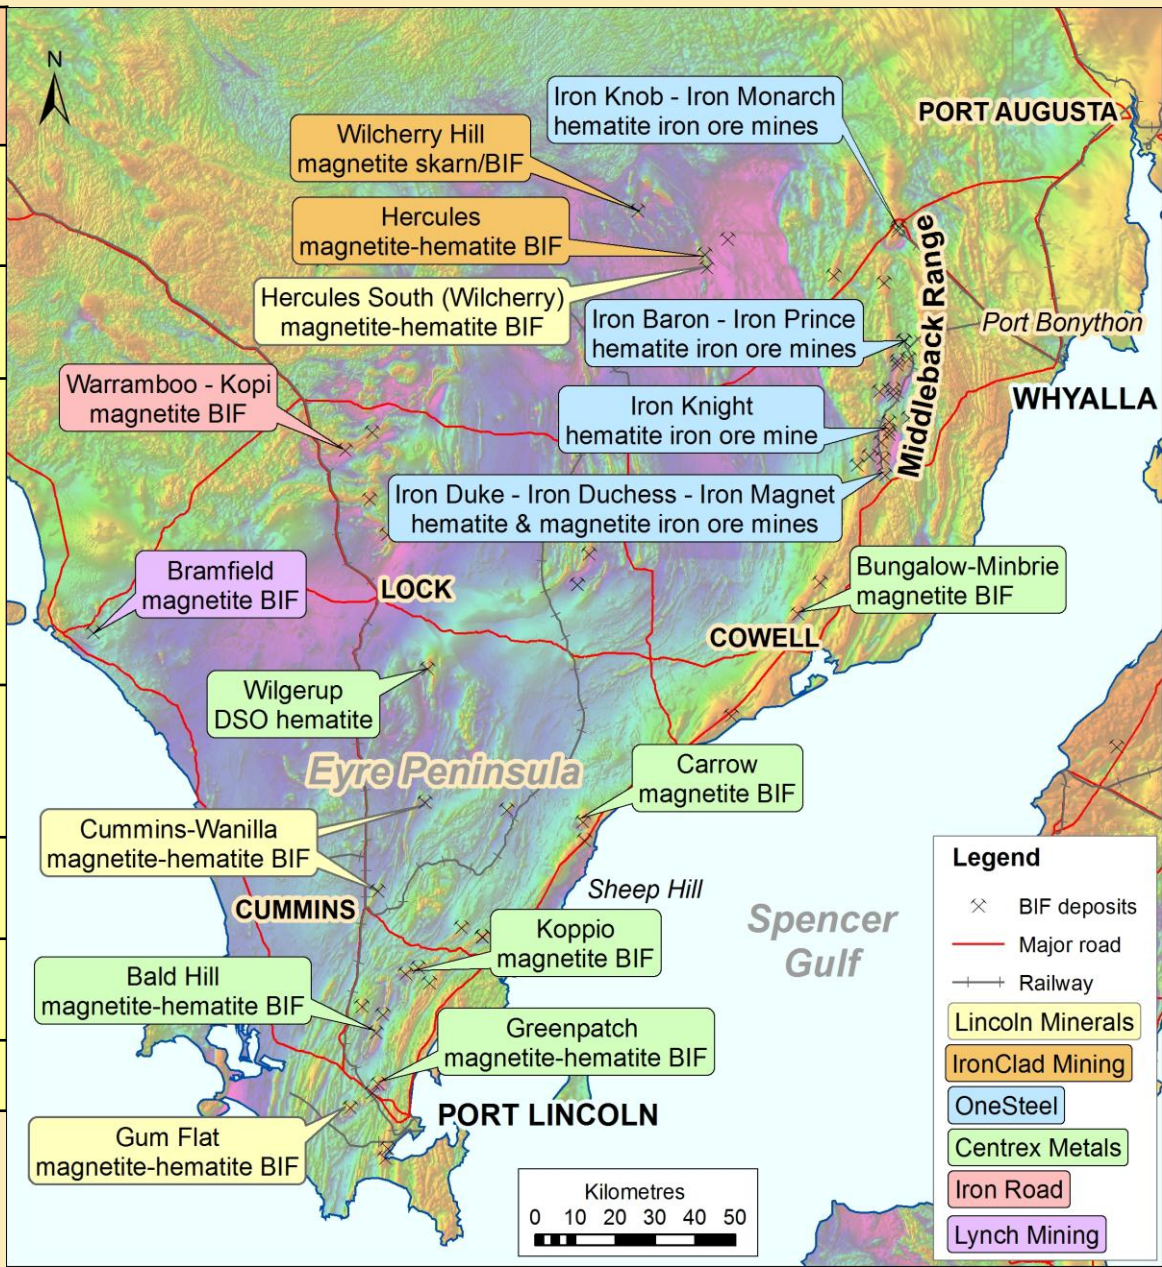 N
Iron Knob - Iron Monarch
hematite iron ore mines
PORT AUGUSTA
Wilcherry Hill
magnetite skarn/BIF
Hercules
magnetite-hematite BIF
Middleback Range
Hercules South (Wilcherry)
magnetite-hematite BIF
Iron Baron - Iron Prince
hematite iron ore mines
Port Bonython
Warramboo - Kopi
magnetite BIF
Iron Knight
hematite iron ore mine
WHYALLA
Iron Duke - Iron Duchess - Iron Magnet
hematite & magnetite iron ore mines
Bramfield
magnetite BIF
LOCK
Bungalow-Minbrie
magnetite BIF
COWELL
Wilgerup
DSO hematite
Eyre Peninsula
Carrow
magnetite BIF
Cummins-Wanilla
magnetite-hematite BIF
Sheep Hill
CUMMINS
Spencer
Gulf
Koppio
magnetite BIF
Bald Hill
magnetite-hematite BIF
Greenpatch
magnetite-hematite BIF
PORT LINCOLN
Gum Flat
magnetite-hematite BIF
Kilometres
0 10 20 30 40 50
Legend
BIF deposits
Major road
Railway
Lincoln Minerals
IronClad Mining
OneSteel
Centrex Metals
Iron Road
Lynch Mining